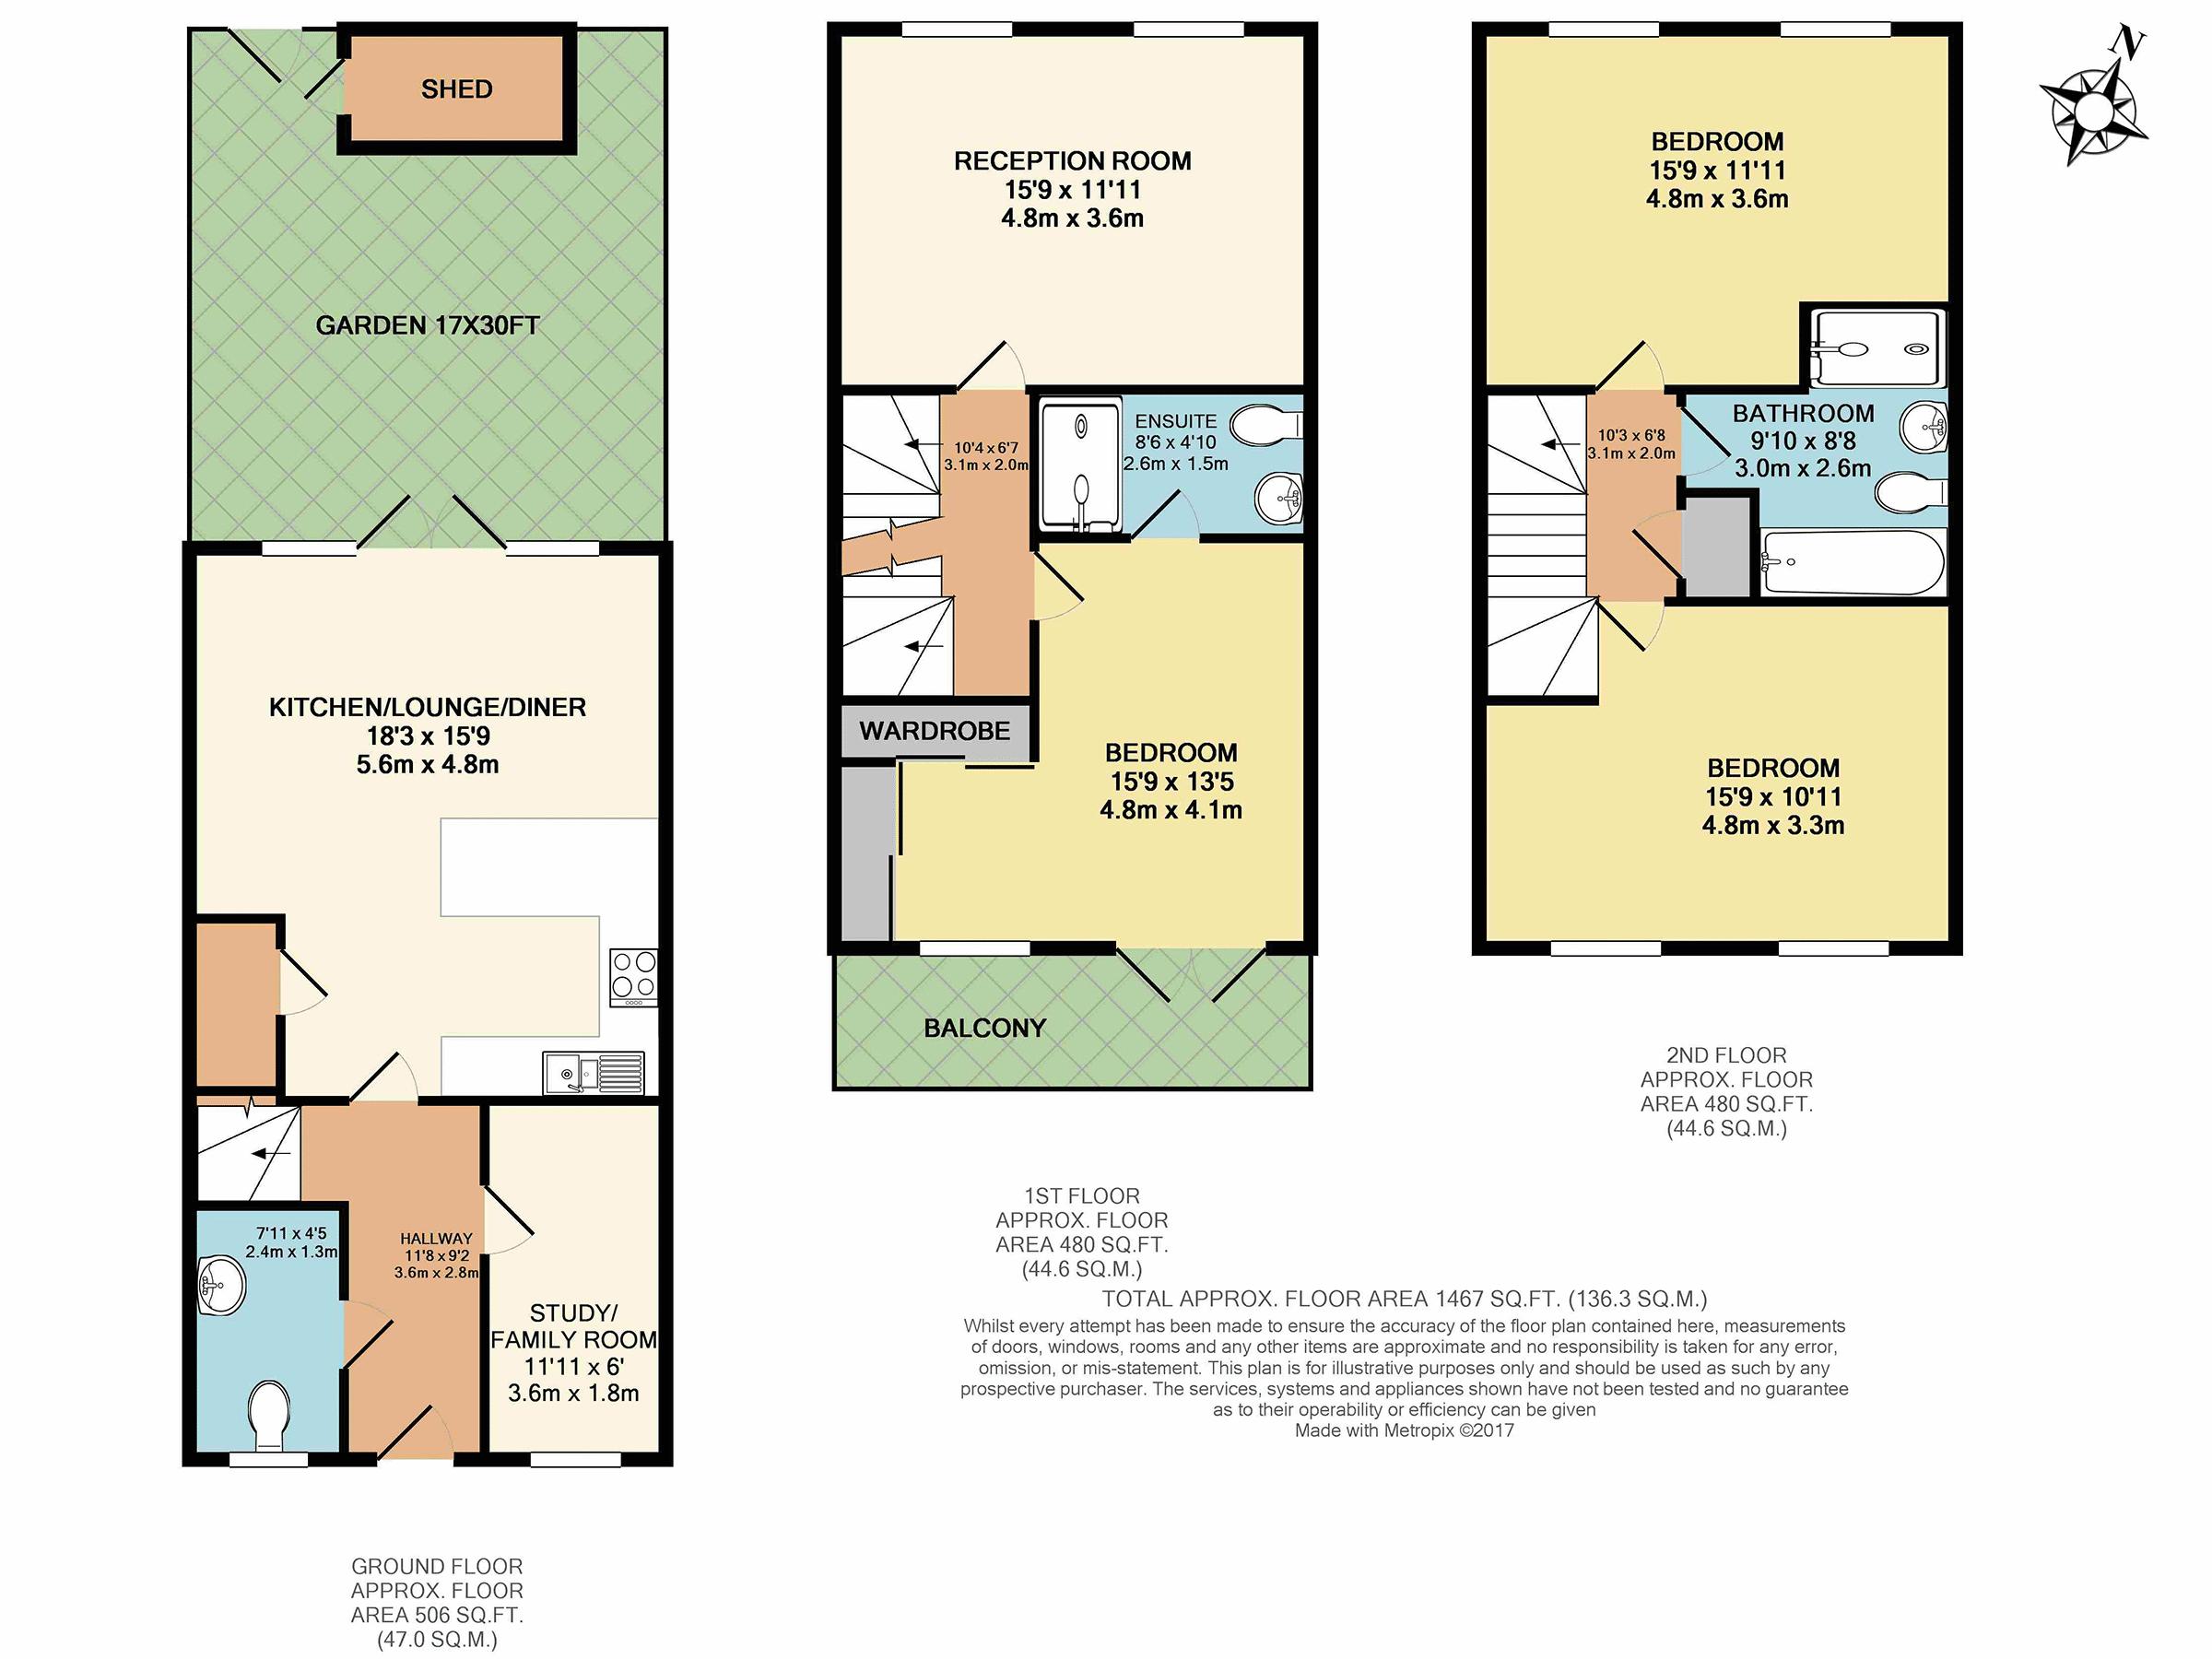 N
SHED
GARDEN 17X30FT
KITCHEN/LOUNGE/DINER
18'3 x 15'9
5.6m x 4.8m
7'11 x 4'5
2.4m x 1.3m
HALLWAY
11'8 x 9'2
3.6m x 2.8m
STUDY/
FAMILY ROOM
11'11 x 6'
3.6m x 1.8m
GROUND FLOOR
APPROX. FLOOR
AREA 506 SQ.FT.
(47.0 SQ.M.)
RECEPTION ROOM
15'9 x 11'11
4.8m x 3.6m
10'4 x 6'7
3.1m x 2.0m
ENSUITE
8'6 x 4'10
2.6m x 1.5m
WARDROBE
BEDROOM
15'9 x 13'5
4.8m x 4.1m
BALCONY
1ST FLOOR
APPROX. FLOOR
AREA 480 SQ.FT.
(44.6 SQ.M.)
BEDROOM
15'9 x 11'11
4.8m x 3.6m
10'3 x 6'8
3.1m x 2.0m
BATHROOM
9'10 x 8'8
3.0m x 2.6m
BEDROOM
15'9 x 10'11
4.8m x 3.3m
2ND FLOOR
APPROX. FLOOR
AREA 480 SQ.FT.
(44.6 SQ.M.)
TOTAL APPROX. FLOOR AREA 1467 SQ.FT. (136.3 SQ.M.)
Whilst every attempt has been made to ensure the accuracy of the floor plan contained here, measurements
of doors, windows, rooms and any other items are approximate and no responsibility is taken for any error,
omission, or mis-statement. This plan is for illustrative purposes only and should be used as such by any
prospective purchaser. The services, systems and appliances shown have not been tested and no guarantee
as to their operability or efficiency can be given
Made with Metropix ©2017